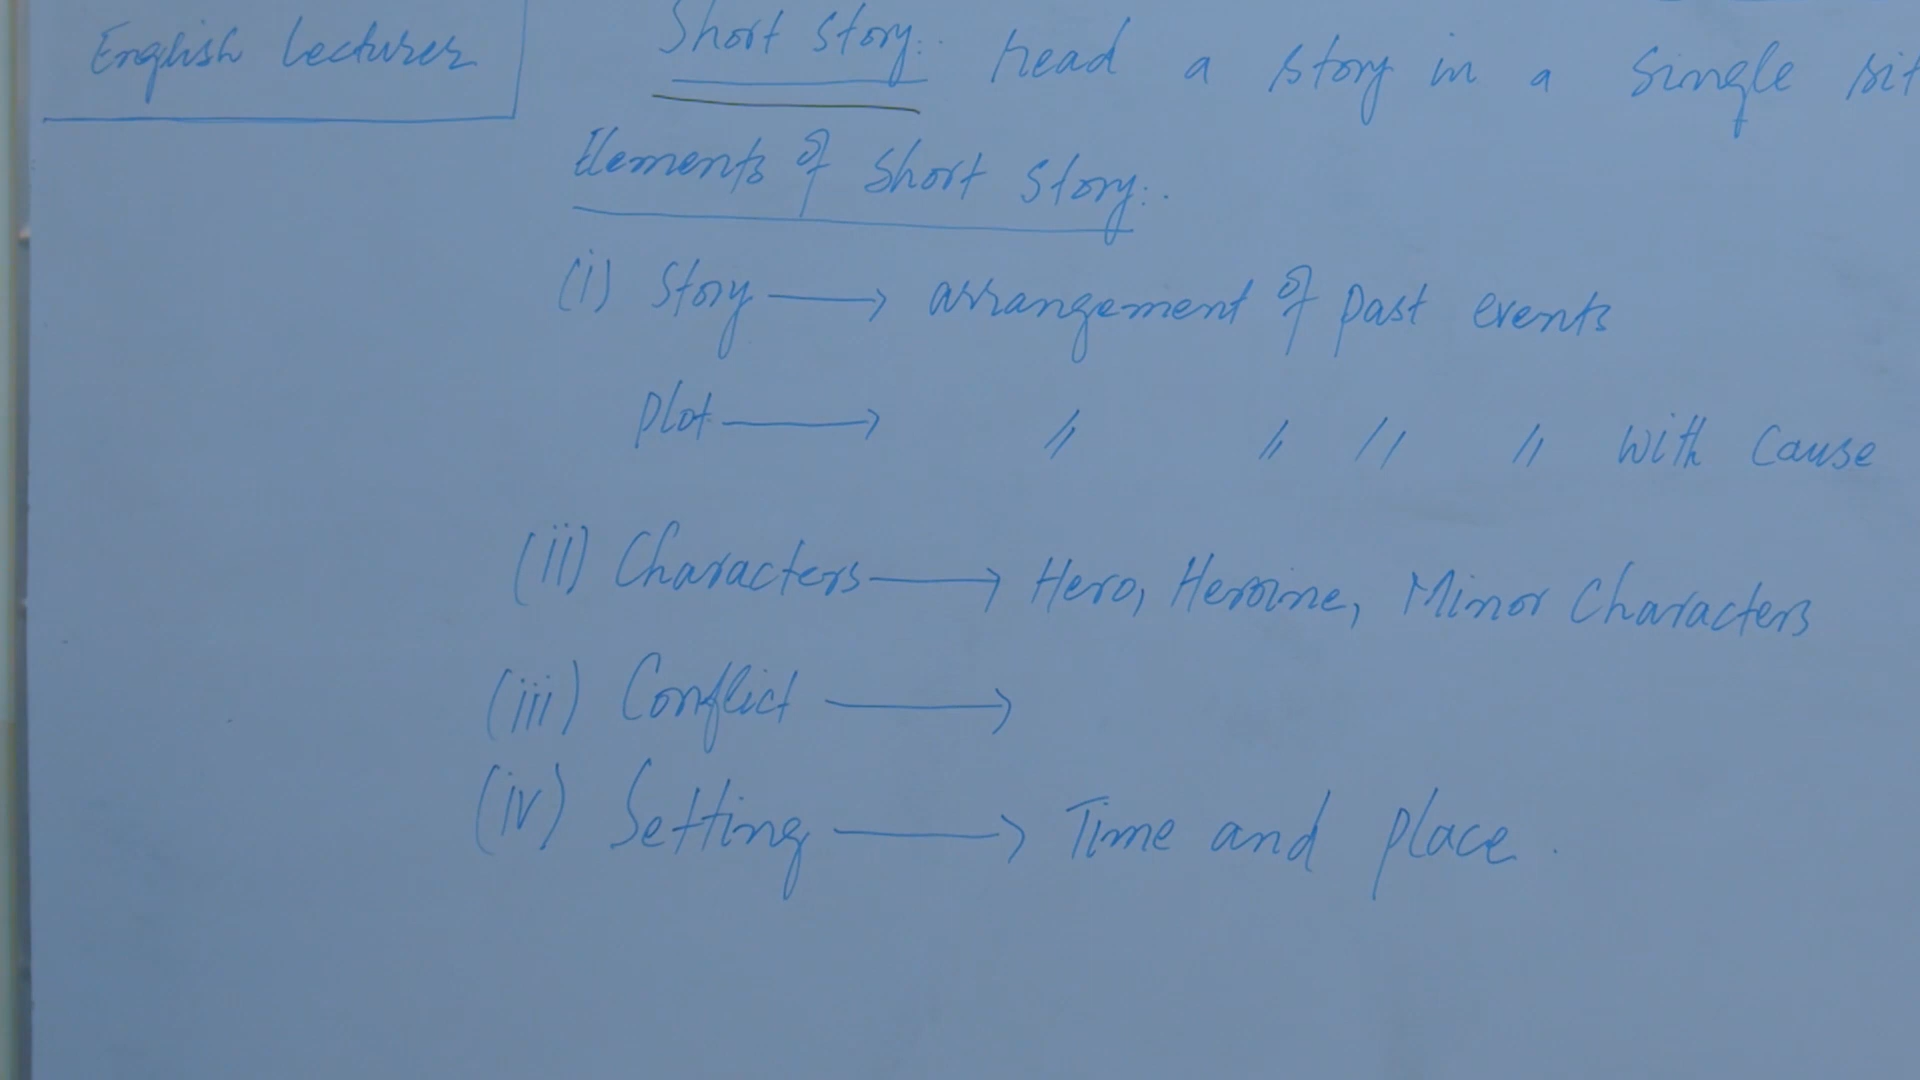 English Lecturer
Short Story:. Read a story in a single sit
Elements of Short Story:.
(i) Story → arrangement of past events
Plot → " " " " with cause
(ii) Characters → Hero, Heroine, Minor Characters
(iii) Conflict →
(iv) Setting → Time and place.